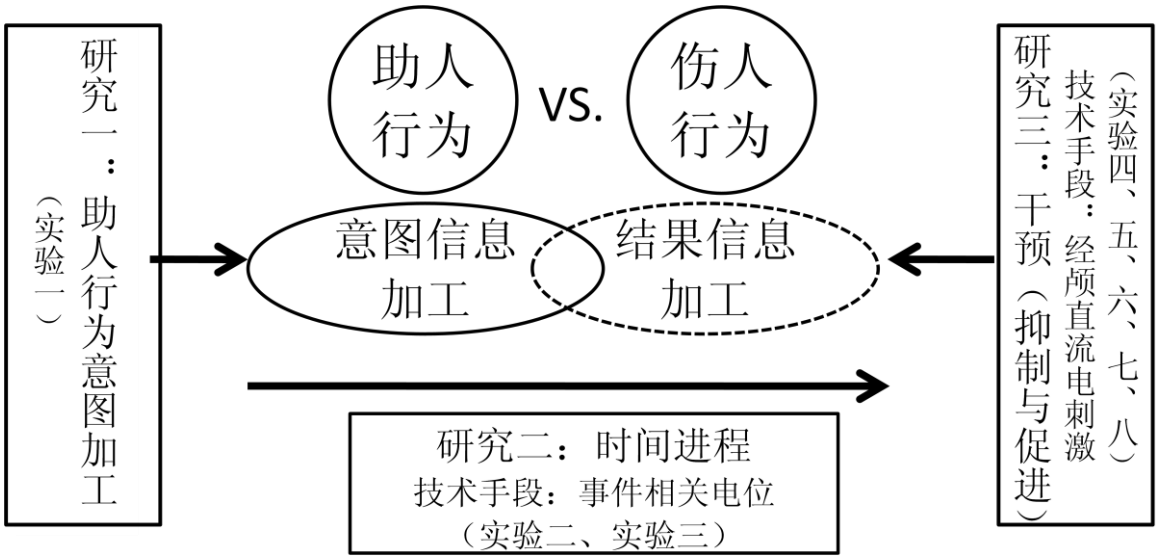 研究一：助人行为意图加工
（实验一）
助人
行为
VS.
伤人
行为
意图信息
加工
结果信息
加工
研究二：时间进程
技术手段：事件相关电位
（实验二、实验三）
研究三：干预（抑制与促进）
技术手段：经颅直流电刺激
（实验四、五、六、七、八）